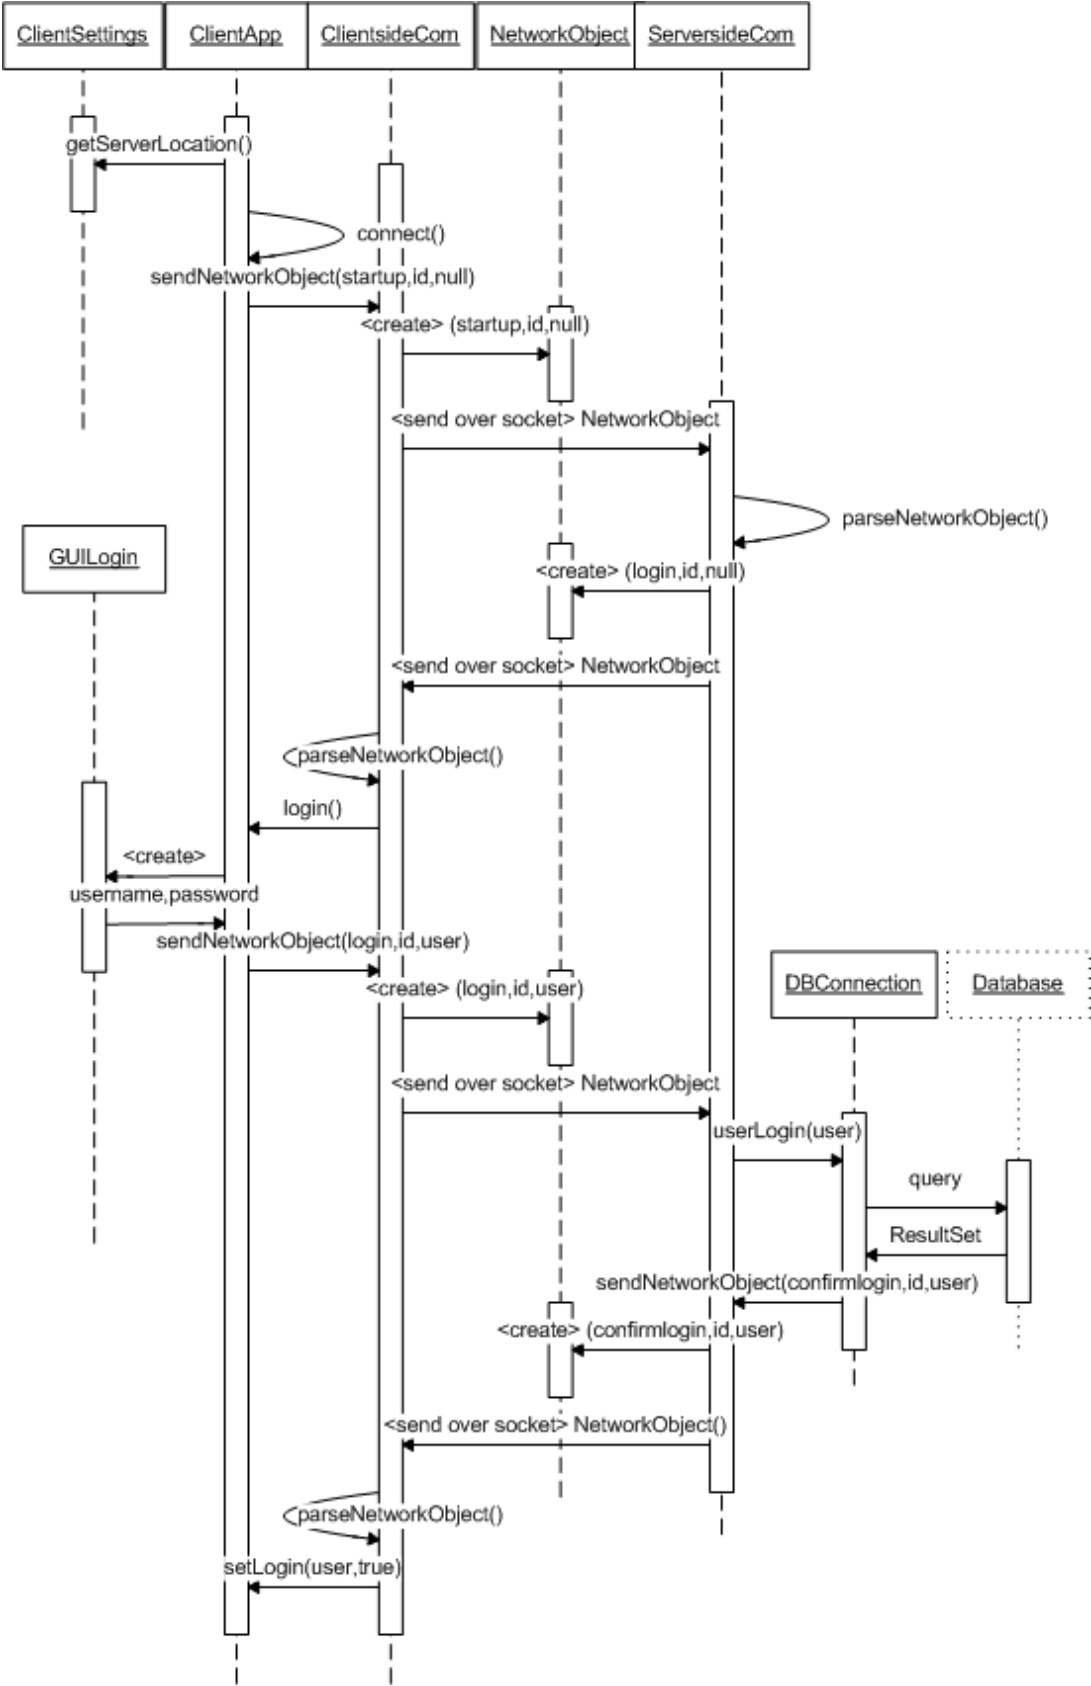 ClientSettings
ClientApp
ClientsideCom
NetworkObject
ServersideCom
getServerLocation()
connect()
sendNetworkObject(startup,id,null)
<create> (startup,id,null)
<send over socket> NetworkObject
parseNetworkObject()
GUILogin
<create> (login,id,null)
<send over socket> NetworkObject
parseNetworkObject()
login()
<create>
username,password
sendNetworkObject(login,id,user)
DBConnection
Database
<create> (login,id,user)
<send over socket> NetworkObject
userLogin(user)
query
ResultSet
sendNetworkObject(confirmlogin,id,user)
<create> (confirmlogin,id,user)
<send over socket> NetworkObject()
parseNetworkObject()
setLogin(user,true)